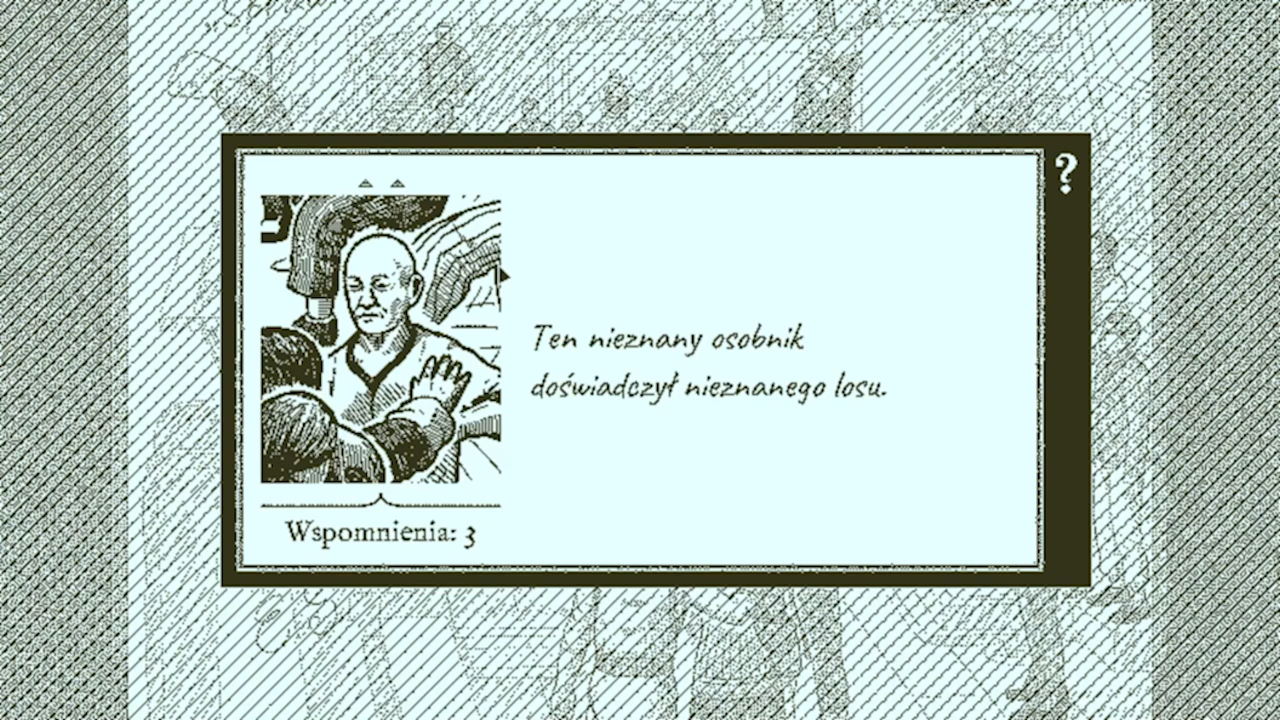 ?
Ten nieznany osobnik
doświadczył nieznanego losu.
Wspomnienia: 3